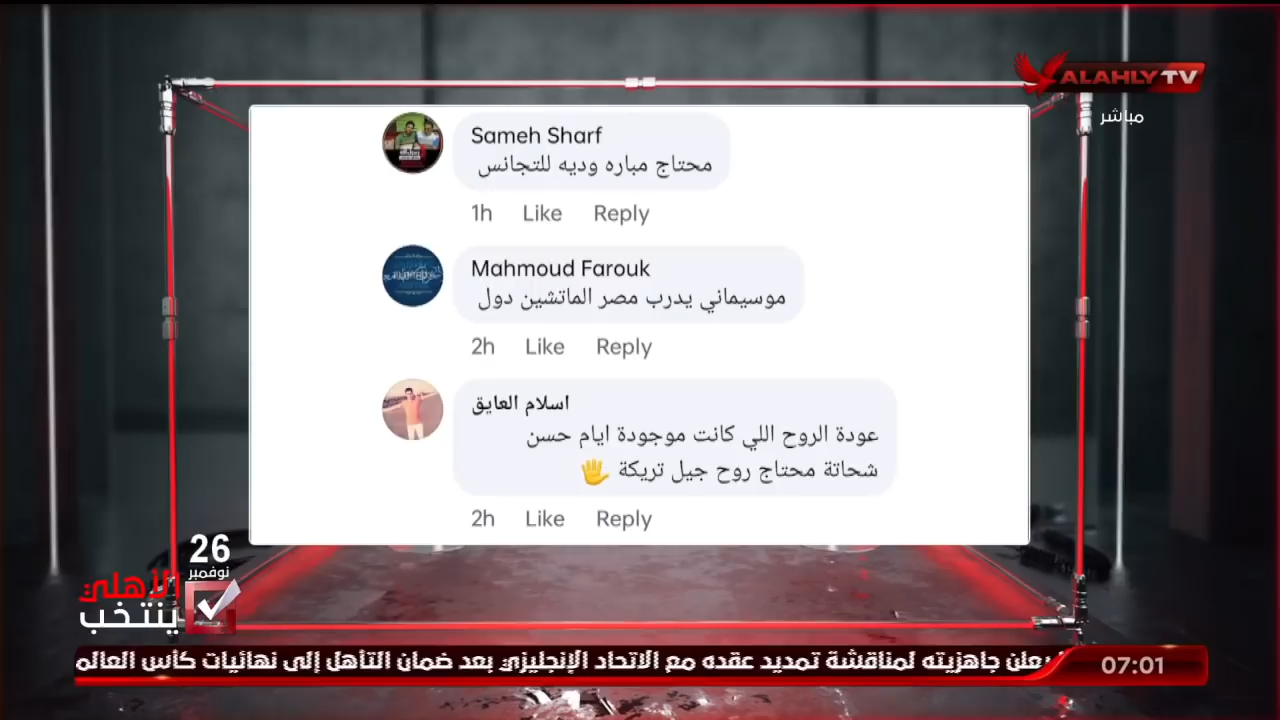 ALAHLY TV
مباشر
Sameh Sharf
محتاج مباره وديه للتجانس
1h Like Reply
Mahmoud Farouk
موسيماني يدرب مصر الماتشين دول
2h Like Reply
اسلام العايق
عودة الروح اللي كانت موجودة ايام حسن
شحاتة محتاج روح جيل تريكة 🖐
2h Like Reply
26
نوفمبر
الأهلي
ينتخب
يعلن جاهزيته لمناقشة تمديد عقده مع الاتحاد الإنجليزي بعد ضمان التأهل إلى نهائيات كأس العالم
07:01